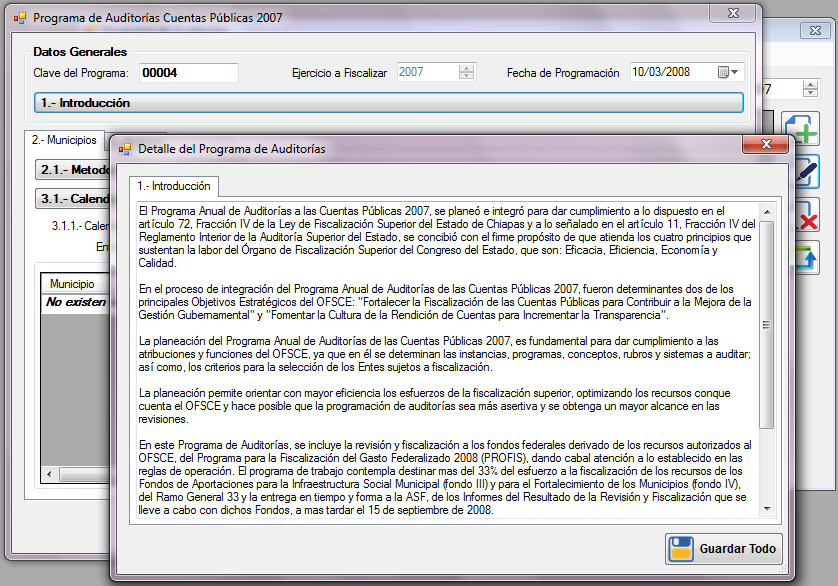 Programa de Auditorías Cuentas Públicas 2007
Datos Generales
Clave del Programa: 00004 Ejercicio a Fiscalizar 2007 Fecha de Programación 10/03/2008
1.- Introducción
2.- Municipios
2.1.- Metodo
3.1.- Calend
3.1.1.- Caler
En
Municipio
No existen
7
Detalle del Programa de Auditorías
1.- Introducción
El Programa Anual de Auditorías a las Cuentas Públicas 2007, se planeó e integró para dar cumplimiento a lo dispuesto en el
artículo 72, Fracción IV de la Ley de Fiscalización Superior del Estado de Chiapas y a lo señalado en el artículo 11, Fracción IV del
Reglamento Interior de la Auditoría Superior del Estado, se concibió con el firme propósito de que atienda los cuatro principios que
sustentan la labor del Órgano de Fiscalización Superior del Congreso del Estado, que son: Eficacia, Eficiencia, Economía y
Calidad.
En el proceso de integración del Programa Anual de Auditorías de las Cuentas Públicas 2007, fueron determinantes dos de los
principales Objetivos Estratégicos del OFSCE: "Fortalecer la Fiscalización de las Cuentas Públicas para Contribuir a la Mejora de la
Gestión Gubernamental" y "Fomentar la Cultura de la Rendición de Cuentas para Incrementar la Transparencia".
La planeación del Programa Anual de Auditorías de las Cuentas Públicas 2007, es fundamental para dar cumplimiento a las
atribuciones y funciones del OFSCE, ya que en él se determinan las instancias, programas, conceptos, rubros y sistemas a auditar;
así como, los criterios para la selección de los Entes sujetos a fiscalización.
La planeación permite orientar con mayor eficiencia los esfuerzos de la fiscalización superior, optimizando los recursos conque
cuenta el OFSCE y hace posible que la programación de auditorías sea más asertiva y se obtenga un mayor alcance en las
revisiones.
En este Programa de Auditorías, se incluye la revisión y fiscalización a los fondos federales derivado de los recursos autorizados al
OFSCE, del Programa para la Fiscalización del Gasto Federalizado 2008 (PROFIS), dando cabal atención a lo establecido en las
reglas de operación. El programa de trabajo contempla destinar mas del 33% del esfuerzo a la fiscalización de los recursos de los
Fondos de Aportaciones para la Infraestructura Social Municipal (fondo III) y para el Fortalecimiento de los Municipios (fondo IV),
del Ramo General 33 y la entrega en tiempo y forma a la ASF, de los Informes del Resultado de la Revisión y Fiscalización que se
lleve a cabo con dichos Fondos, a mas tardar el 15 de septiembre de 2008.
Guardar Todo